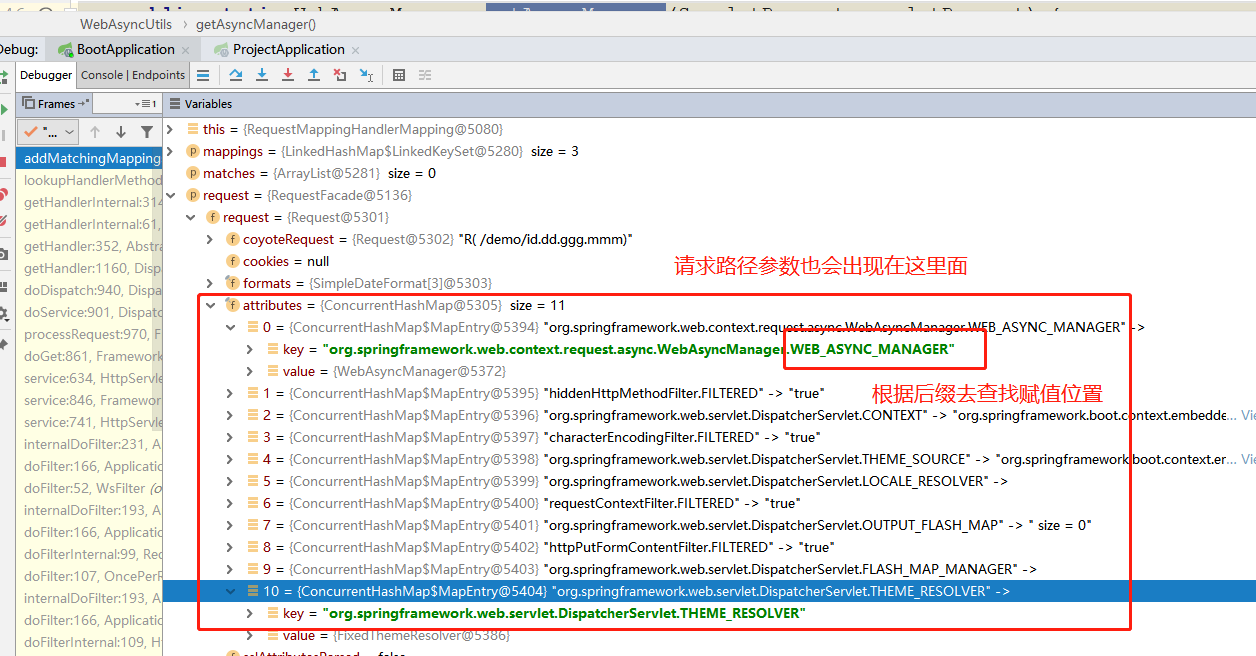 WebAsyncUtils › getAsyncManager()
Debug: BootApplication × ProjectApplication ×
Debugger Console | Endpoints
Frames →" 1 Variables
"...
this = {RequestMappingHandlerMapping@5080}
mappings = {LinkedHashMap$LinkedKeySet@5280} size = 3
matches = {ArrayList@5281} size = 0
request = {RequestFacade@5136}
request = {Request@5301}
coyoteRequest = {Request@5302} "R( /demo/id.dd.ggg.mmm)"
cookies = null
请求路径参数也会出现在这里面
formats = {SimpleDateFormat[3]@5303}
attributes = {ConcurrentHashMap@5305} size = 11
0 = {ConcurrentHashMap$MapEntry@5394} "org.springframework.web.context.request.async.WebAsyncManager.WEB_ASYNC_MANAGER" ->
key = "org.springframework.web.context.request.async.WebAsyncManager.WEB_ASYNC_MANAGER"
value = {WebAsyncManager@5372}
1 = {ConcurrentHashMap$MapEntry@5395} "hiddenHttpMethodFilter.FILTERED" -> "true"
根据后缀去查找赋值位置
2 = {ConcurrentHashMap$MapEntry@5396} "org.springframework.web.servlet.DispatcherServlet.CONTEXT" -> "org.springframework.boot.context.embedde... Vie
3 = {ConcurrentHashMap$MapEntry@5397} "characterEncodingFilter.FILTERED" -> "true"
4 = {ConcurrentHashMap$MapEntry@5398} "org.springframework.web.servlet.DispatcherServlet.THEME_SOURCE" -> "org.springframework.boot.context.er... Vie
5 = {ConcurrentHashMap$MapEntry@5399} "org.springframework.web.servlet.DispatcherServlet.LOCALE_RESOLVER" ->
6 = {ConcurrentHashMap$MapEntry@5400} "requestContextFilter.FILTERED" -> "true"
7 = {ConcurrentHashMap$MapEntry@5401} "org.springframework.web.servlet.DispatcherServlet.OUTPUT_FLASH_MAP" -> " size = 0"
8 = {ConcurrentHashMap$MapEntry@5402} "httpPutFormContentFilter.FILTERED" -> "true"
9 = {ConcurrentHashMap$MapEntry@5403} "org.springframework.web.servlet.DispatcherServlet.FLASH_MAP_MANAGER" ->
10 = {ConcurrentHashMap$MapEntry@5404} "org.springframework.web.servlet.DispatcherServlet.THEME_RESOLVER" ->
key = "org.springframework.web.servlet.DispatcherServlet.THEME_RESOLVER"
value = {FixedThemeResolver@5386}
addMatchingMapping
lookupHandlerMethod
getHandlerInternal:314
getHandlerInternal:61,
getHandler:352, Abstra
getHandler:1160, Disp
doDispatch:940, Dispa
doService:901, Dispatc
processRequest:970, F
doGet:861, Framework
service:634, HttpServle
service:846, Framewor
service:741, HttpServle
internalDoFilter:231, A
doFilter:166, Applicatio
doFilter:52, WsFilter (o
internalDoFilter:193, A
doFilter:166, Applicatio
doFilterInternal:99, Rec
doFilter:107, OncePerR
internalDoFilter:193, A
doFilter:166, Applicatio
doFilterInternal:109, H